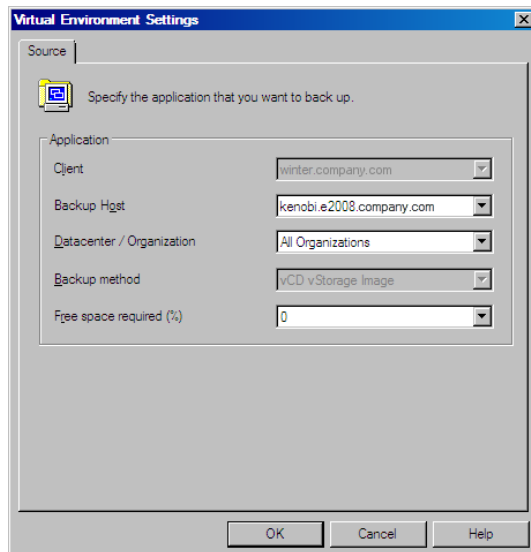 Virtual Environment Settings
Source
Specify the application that you want to back up.
Application
Client
winter.company.com
Backup Host
kenobi.e2008.company.com
Datacenter / Organization
All Organizations
Backup method
vCD vStorage Image
Free space required (%)
0
OK
Cancel
Help